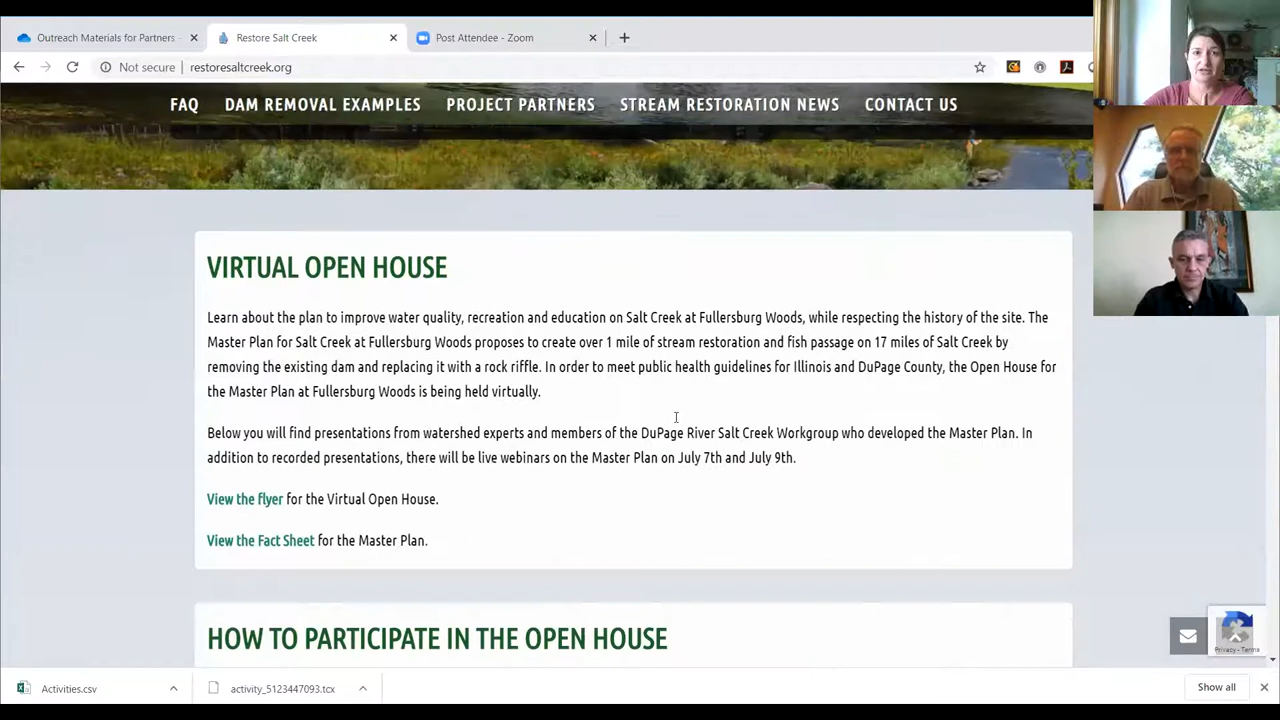 Outreach Materials for Partners
Restore Salt Creek
Post Attendee - Zoom
Not secure
restoresaltcreek.org
FAQ
DAM REMOVAL EXAMPLES
PROJECT PARTNERS
STREAM RESTORATION NEWS
CONTACT US
VIRTUAL OPEN HOUSE
Learn about the plan to improve water quality, recreation and education on Salt Creek at Fullersburg Woods, while respecting the history of the site. The
Master Plan for Salt Creek at Fullersburg Woods proposes to create over 1 mile of stream restoration and fish passage on 17 miles of Salt Creek by
removing the existing dam and replacing it with a rock riffle. In order to meet public health guidelines for Illinois and DuPage County, the Open House for
the Master Plan at Fullersburg Woods is being held virtually.
Below you will find presentations from watershed experts and members of the DuPage River Salt Creek Workgroup who developed the Master Plan. In
addition to recorded presentations, there will be live webinars on the Master Plan on July 7th and July 9th.
View the flyer for the Virtual Open House.
View the Fact Sheet for the Master Plan.
HOW TO PARTICIPATE IN THE OPEN HOUSE
Privacy - Terms
Activities.csv
activity_5123447093.tcx
Show all